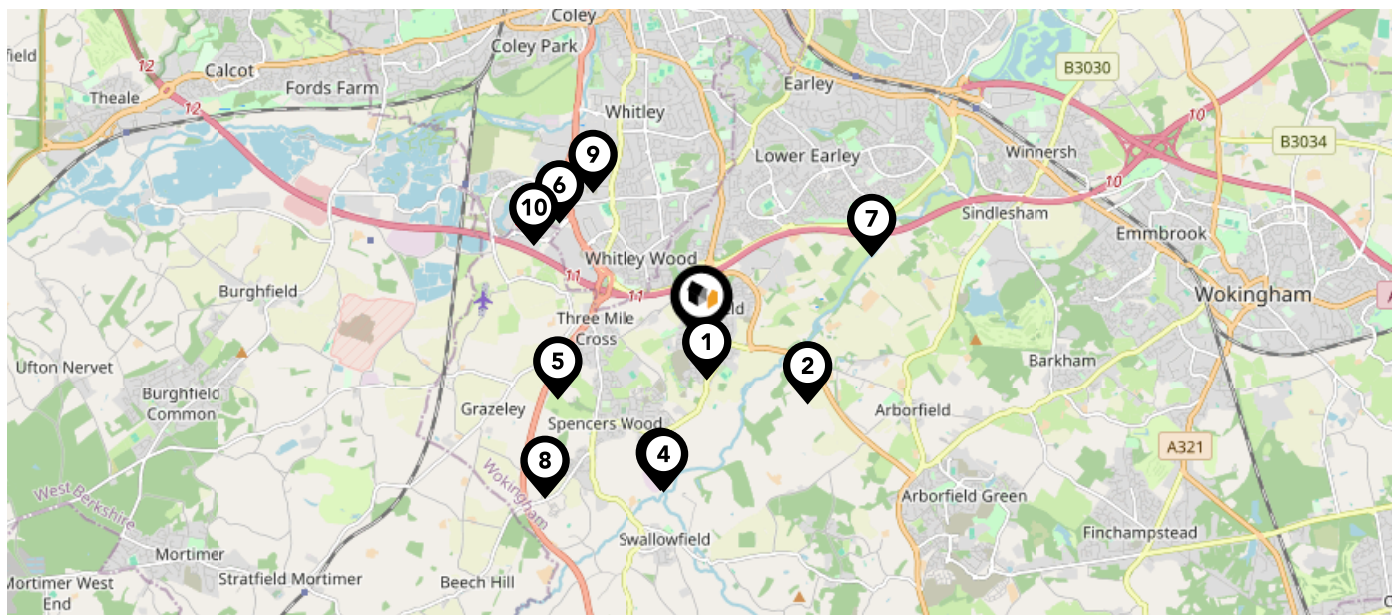 Coley
Coley Park
field
12
Calcot
Earley
B3030
Theale
Fords Farm
12
Whitley
10
B3034
9
Lower Earley
Winnersh
6
10
10
7
Sindlesham
Emmbrook
Whitley Wood
11
11
Burghfield
Wokingham
A
Three Mile
Cross
1
5
2
Barkham
Ufton Nervet
Burghfield
Common
Grazeley
Arborfield
Spencers Wood
8
4
A321
West Berkshire
Wokingham
Arborfield Green
Finchampstead
Swallowfield
Mortimer
Stratfield Mortimer
Beech Hill
Mortimer West
End